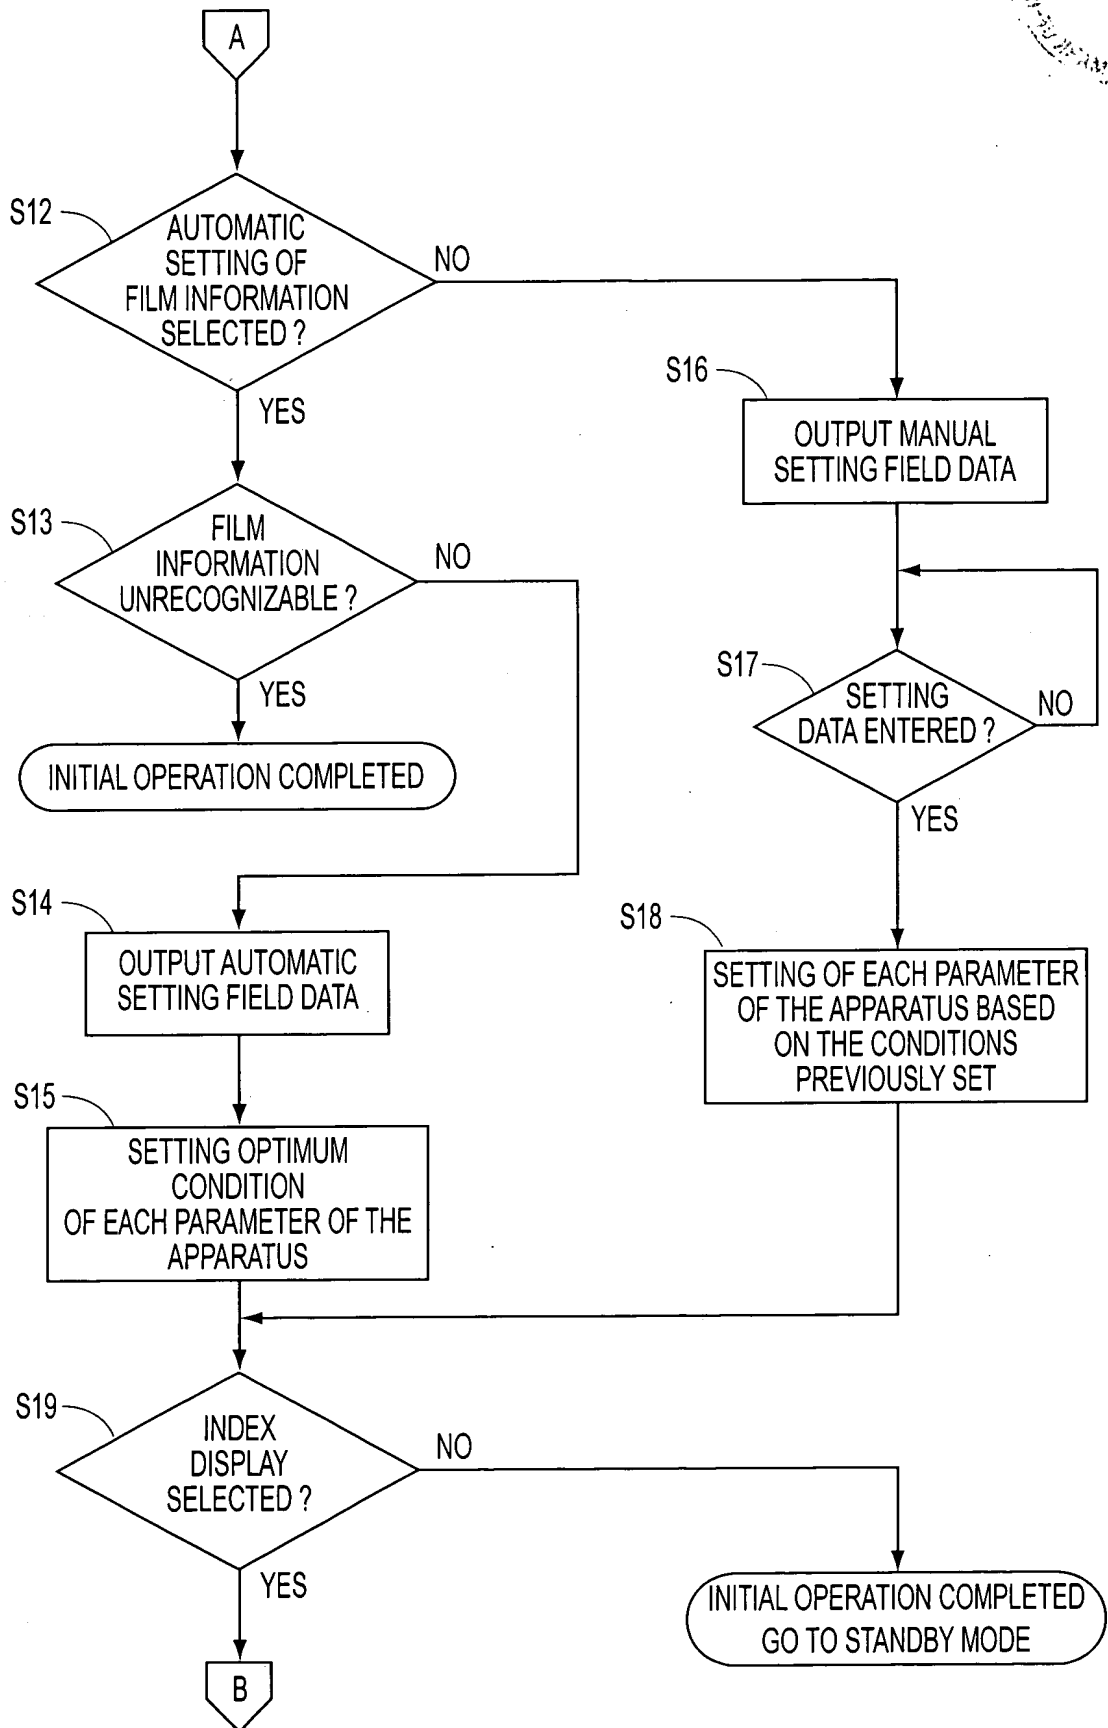 A
S12
AUTOMATIC
SETTING OF
FILM INFORMATION
SELECTED ?
NO
YES
S16
OUTPUT MANUAL
SETTING FIELD DATA
S13
FILM
INFORMATION
UNRECOGNIZABLE ?
NO
YES
INITIAL OPERATION COMPLETED
S17
SETTING
DATA ENTERED ?
NO
YES
S14
OUTPUT AUTOMATIC
SETTING FIELD DATA
S18
SETTING OF EACH PARAMETER
OF THE APPARATUS BASED
ON THE CONDITIONS
PREVIOUSLY SET
S15
SETTING OPTIMUM
CONDITION
OF EACH PARAMETER OF THE
APPARATUS
S19
INDEX
DISPLAY
SELECTED ?
NO
YES
INITIAL OPERATION COMPLETED
GO TO STANDBY MODE
B